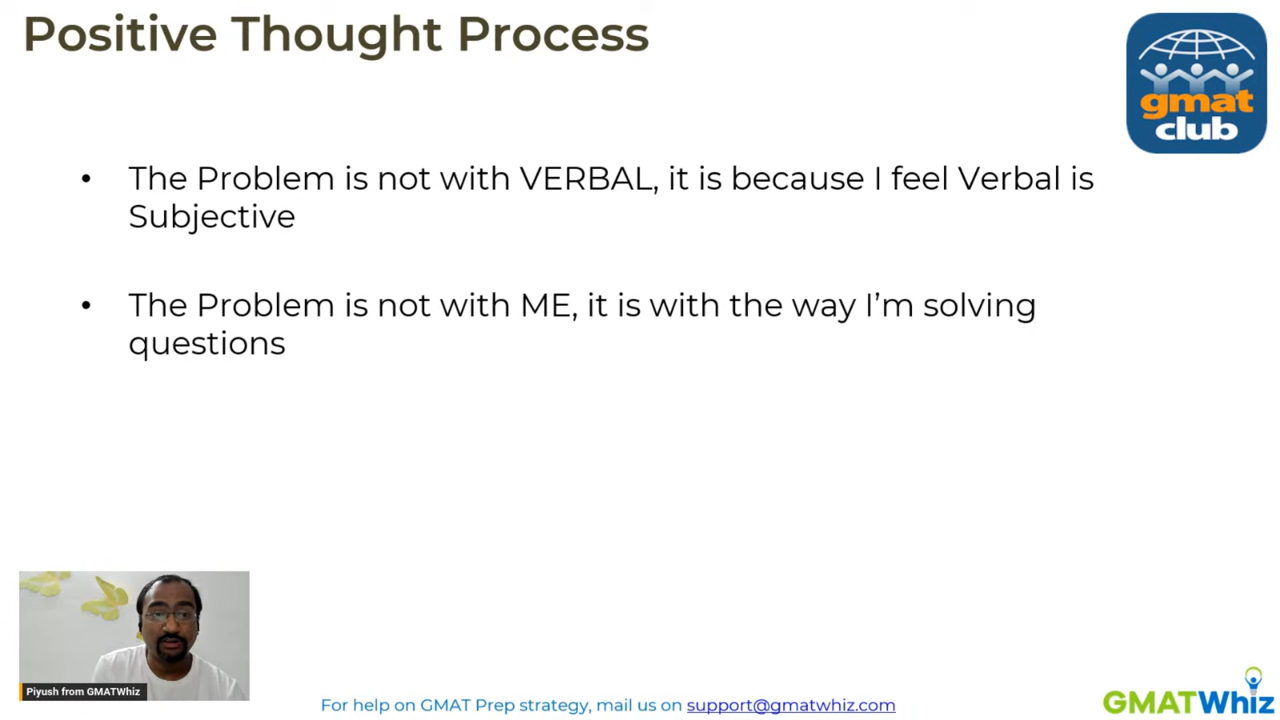 Positive Thought Process
gmat
club
• The Problem is not with VERBAL, it is because I feel Verbal is
Subjective
• The Problem is not with ME, it is with the way I’m solving
questions
Piyush from GMATWhiz
For help on GMAT Prep strategy, mail us on support@gmatwhiz.com
GMATWhiz